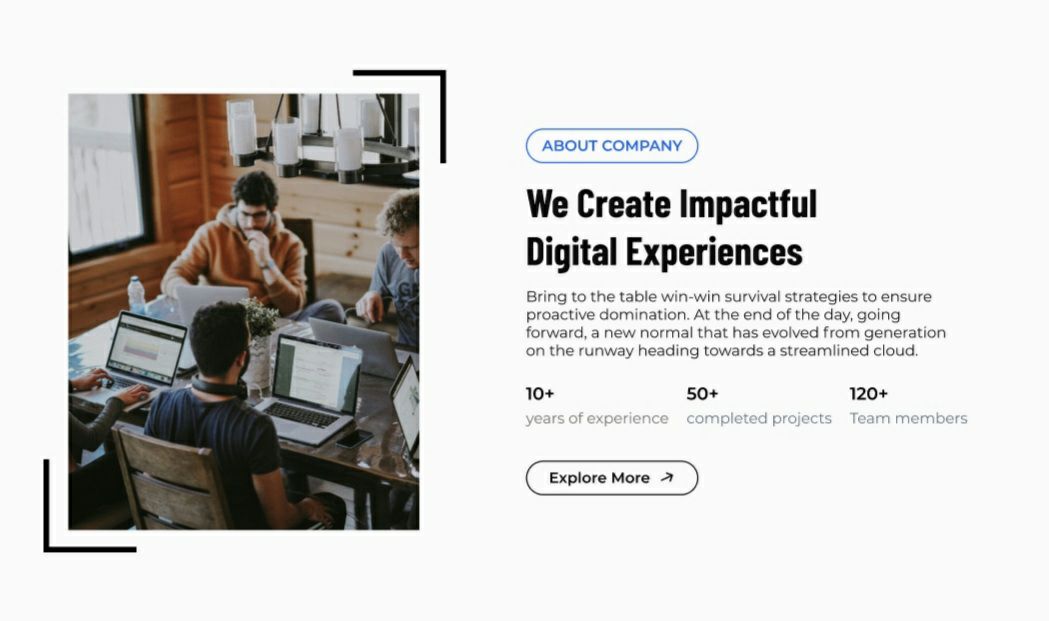 ABOUT COMPANY
We Create Impactful
Digital Experiences
Bring to the table win-win survival strategies to ensure
proactive domination. At the end of the day, going
forward, a new normal that has evolved from generation
on the runway heading towards a streamlined cloud.
10+ 50+ 120+
years of experience completed projects Team members
Explore More